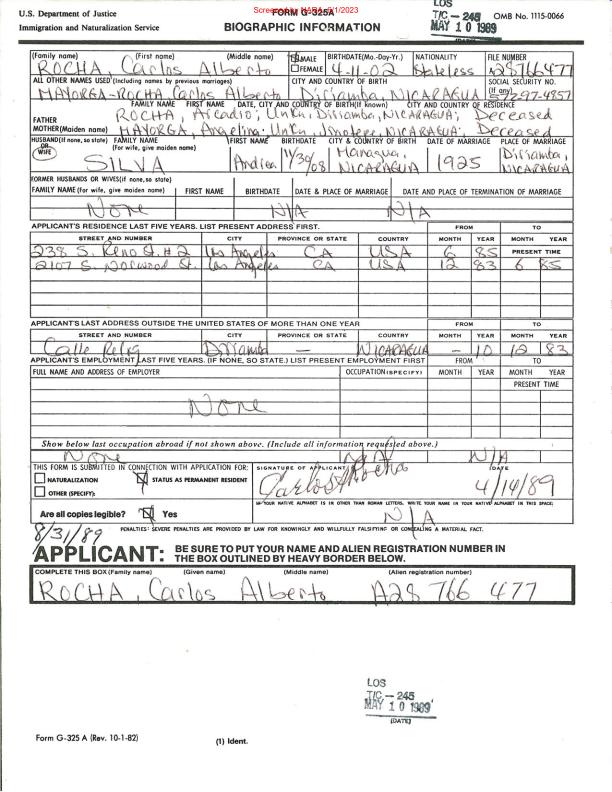 U.S. Department of Justice
Immigration and Naturalization Service
FORM G-325A
Screened by NARA, 8/1/2023
BIOGRAPHIC INFORMATION
LOS
T/C - 245
MAY 10 1989
(DATE)
OMB No. 1115-0066
(Family name) (First name) (Middle name) MALE FEMALE BIRTHDATE(Mo.-Day-Yr.) NATIONALITY FILE NUMBER
ROCHA Carlos Alberto 4-11-02 Stateless A28766477
ALL OTHER NAMES USED (Including names by previous marriages) CITY AND COUNTRY OF BIRTH SOCIAL SECURITY NO. (If any)
MAYORGA-ROCHA, Carlos Alberto Diriamba, NICARAGUA 577-97-4857
FAMILY NAME FIRST NAME DATE, CITY AND COUNTRY OF BIRTH(If known) CITY AND COUNTRY OF RESIDENCE
FATHER ROCHA, Arcadio; Unkn, Diriamba, NICARAGUA; Deceased
MOTHER(Maiden name) MAYORGA, Angelina; Unkn, Jinotepe, NICARAGUA; Deceased
HUSBAND(If none, so state) OR WIFE FAMILY NAME (For wife, give maiden name) FIRST NAME BIRTHDATE CITY & COUNTRY OF BIRTH DATE OF MARRIAGE PLACE OF MARRIAGE
SILVA Andrea 11/30/08 Managua, NICARAGUA 1925 Diriamba, NICARAGUA
FORMER HUSBANDS OR WIVES(if none, so state)
FAMILY NAME (For wife, give maiden name) FIRST NAME BIRTHDATE DATE & PLACE OF MARRIAGE DATE AND PLACE OF TERMINATION OF MARRIAGE
None N/A N/A
APPLICANT'S RESIDENCE LAST FIVE YEARS. LIST PRESENT ADDRESS FIRST. FROM TO
STREET AND NUMBER CITY PROVINCE OR STATE COUNTRY MONTH YEAR MONTH YEAR
238 S. Reno St. #2 Los Angeles CA USA 6 85 PRESENT TIME
2107 S. Norwood St. Los Angeles CA USA 12 83 6 85
APPLICANT'S LAST ADDRESS OUTSIDE THE UNITED STATES OF MORE THAN ONE YEAR FROM TO
STREET AND NUMBER CITY PROVINCE OR STATE COUNTRY MONTH YEAR MONTH YEAR
Calle Diriamba — NICARAGUA — 10 12 83
APPLICANT'S EMPLOYMENT LAST FIVE YEARS. (IF NONE, SO STATE.) LIST PRESENT EMPLOYMENT FIRST FROM TO
FULL NAME AND ADDRESS OF EMPLOYER OCCUPATION(SPECIFY) MONTH YEAR MONTH YEAR
PRESENT TIME
None
Show below last occupation abroad if not shown above. (Include all information requested above.)
None N/A N/A
THIS FORM IS SUBMITTED IN CONNECTION WITH APPLICATION FOR: SIGNATURE OF APPLICANT DATE
NATURALIZATION STATUS AS PERMANENT RESIDENT
OTHER (SPECIFY):
Carlos A Rocha 4/14/89
Are all copies legible? Yes
IF YOUR NATIVE ALPHABET IS IN OTHER THAN ROMAN LETTERS, WRITE YOUR NAME IN YOUR NATIVE ALPHABET IN THIS SPACE:
N/A
8/31/89
PENALTIES: SEVERE PENALTIES ARE PROVIDED BY LAW FOR KNOWINGLY AND WILLFULLY FALSIFYING OR CONCEALING A MATERIAL FACT.
APPLICANT: BE SURE TO PUT YOUR NAME AND ALIEN REGISTRATION NUMBER IN
THE BOX OUTLINED BY HEAVY BORDER BELOW.
COMPLETE THIS BOX (Family name) (Given name) (Middle name) (Alien registration number)
ROCHA, Carlos Alberto A28 766 477
LOS
T/C - 245
MAY 10 1989
(DATE)
Form G-325 A (Rev. 10-1-82)
(1) Ident.